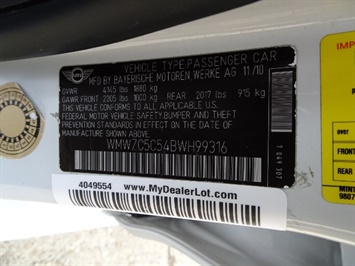 VEHICLE TYPE:PASSENGER CAR
MFD BY BAYERISCHE MOTOREN WERKE AG 11/10
GVWR 4145 lbs 1880 kg
GAWR FRONT 2205 lbs 1000 kg REAR 2017 lbs 915 kg
THIS VEHICLE CONFORMS TO ALL APPLICABLE
FEDERAL MOTOR VEHICLE SAFETY,BUMPER AND THEFT
PREVENTION STANDARDS IN EFFECT ON THE DATE
OF MANUFACTURE SHOWN ABOVE.
WMWZC5C54BWH99316
4049554
www.MyDealerLot.com
FRONT
REAR
MINI